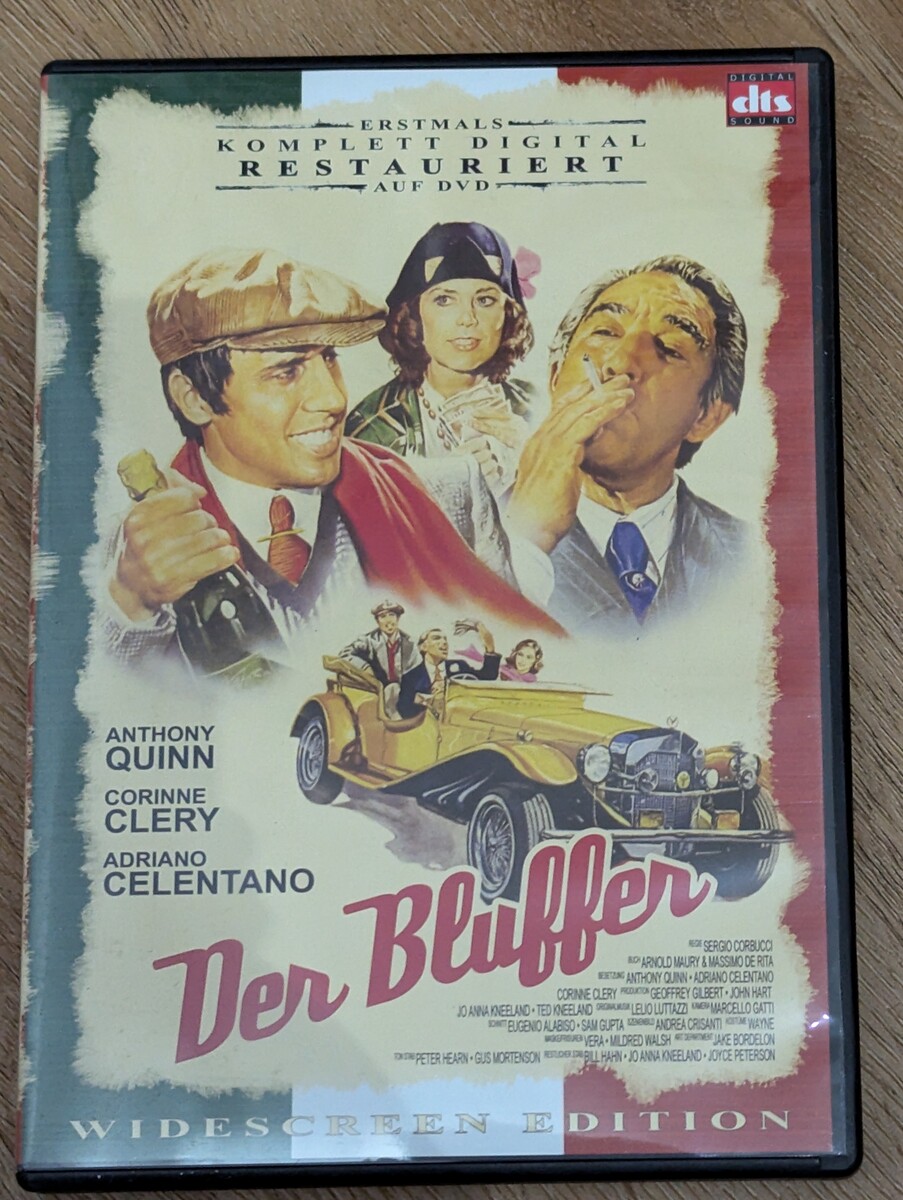 DIGITAL
dts
SOUND
ERSTMALS
KOMPLETT DIGITAL
RESTAURIERT
AUF DVD
ANTHONY
QUINN
CORINNE
CLERY
ADRIANO
CELENTANO
Der Bluffer
REGIE SERGIO CORBUCCI
BUCH ARNOLD MAURY & MASSIMO DE RITA
BESETZUNG ANTHONY QUINN • ADRIANO CELENTANO
CORINNE CLERY PRODUKTION GEOFFREY GILBERT • JOHN HART
JO ANNA KNEELAND • TED KNEELAND ORIGINALMUSIK LELIO LUTTAZZI KAMERA MARCELLO GATTI
SCHNITT EUGENIO ALABISO • SAM GUPTA SZENENBILD ANDREA CRISANTI KOSTÜME WAYNE
VERA • MILDRED WALSH ART DEPARTMENT JAKE BORDELON
TON STAB PETER HEARN • GUS MORTENSON RESTLICHER STAB BILL HAHN • JO ANNA KNEELAND • JOYCE PETERSON
WIDESCREEN EDITION